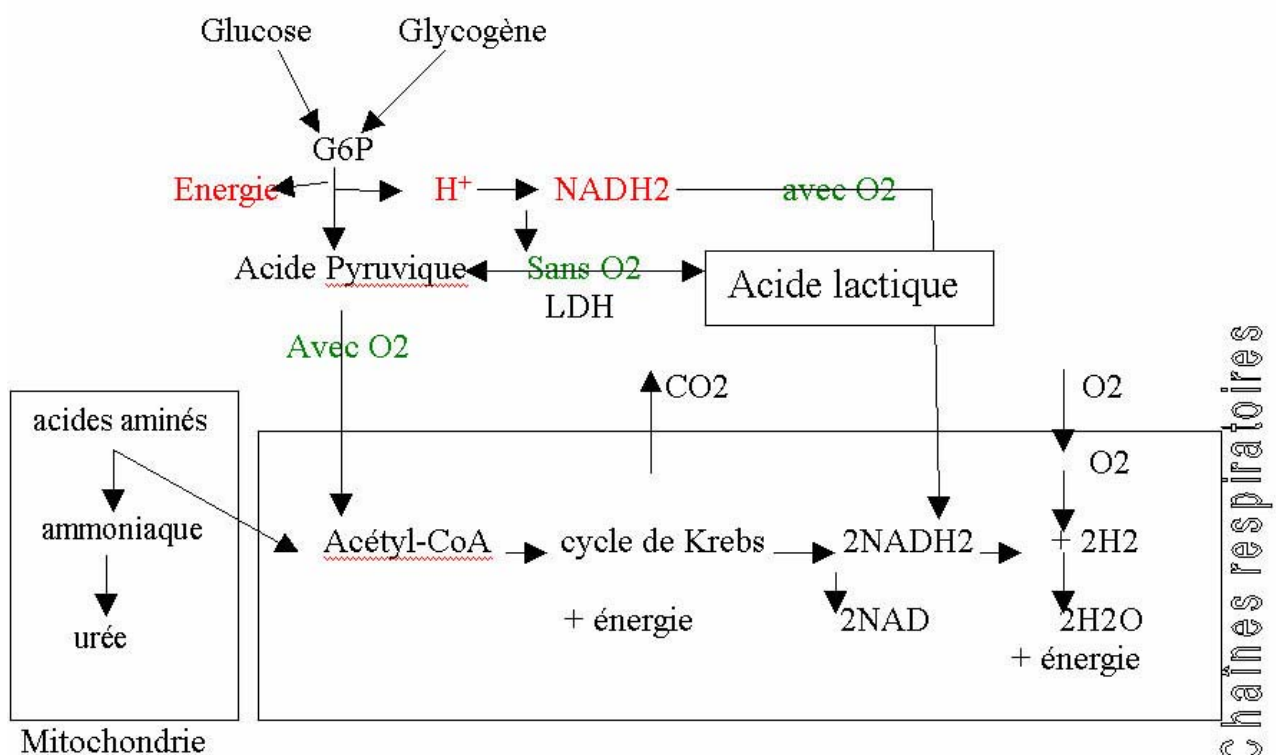 Glucose Glycogène
G6P
Energie H+ NADH2 avec O2
Acide Pyruvique Sans O2 Acide lactique
LDH
Avec O2
CO2 O2
acides aminés
O2
ammoniaque Acétyl-CoA cycle de Krebs 2NADH2 + 2H2
urée + énergie 2NAD 2H2O
+ énergie
Mitochondrie
Chaînes respiratoires